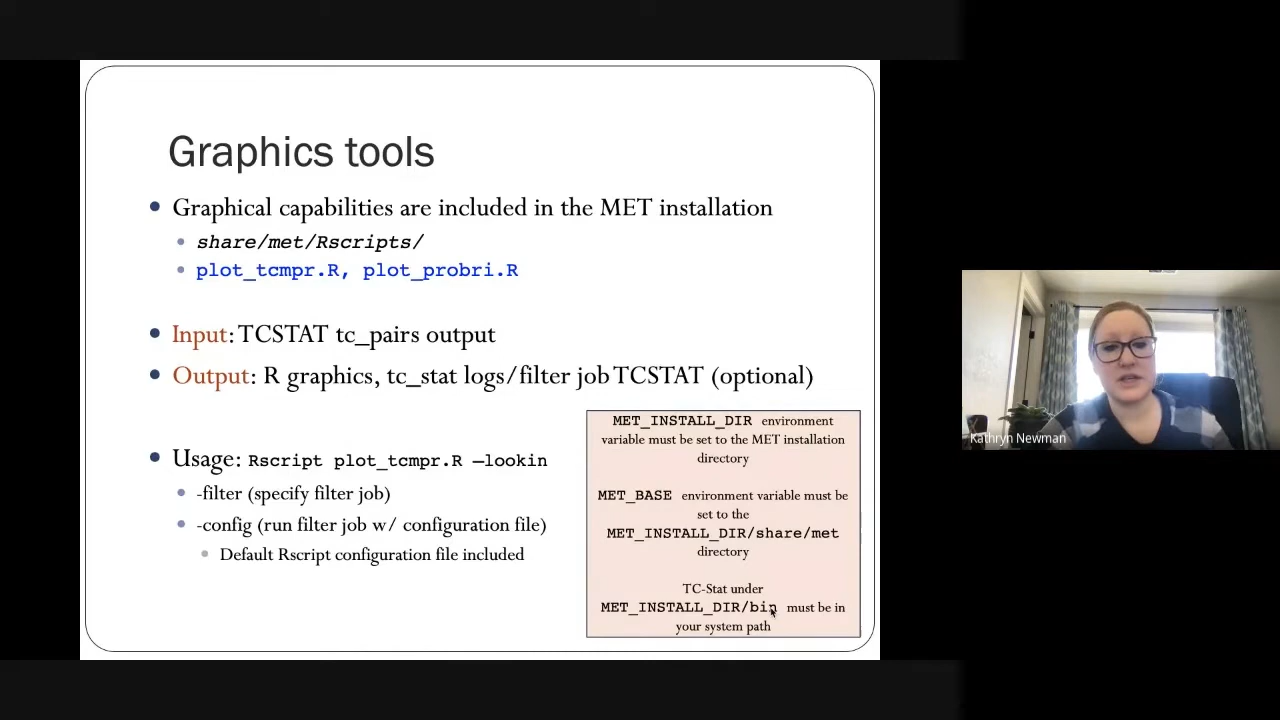 Graphics tools
Graphical capabilities are included in the MET installation
share/met/Rscripts/
plot_tcmpr.R, plot_probri.R
Input: TCSTAT tc_pairs output
Output: R graphics, tc_stat logs/filter job TCSTAT (optional)
Usage: Rscript plot_tcmpr.R –lookin
-filter (specify filter job)
-config (run filter job w/ configuration file)
Default Rscript configuration file included
MET_INSTALL_DIR environment
variable must be set to the MET installation
directory
MET_BASE environment variable must be
set to the
MET_INSTALL_DIR/share/met
directory
TC-Stat under
MET_INSTALL_DIR/bin must be in
your system path
Kathryn Newman